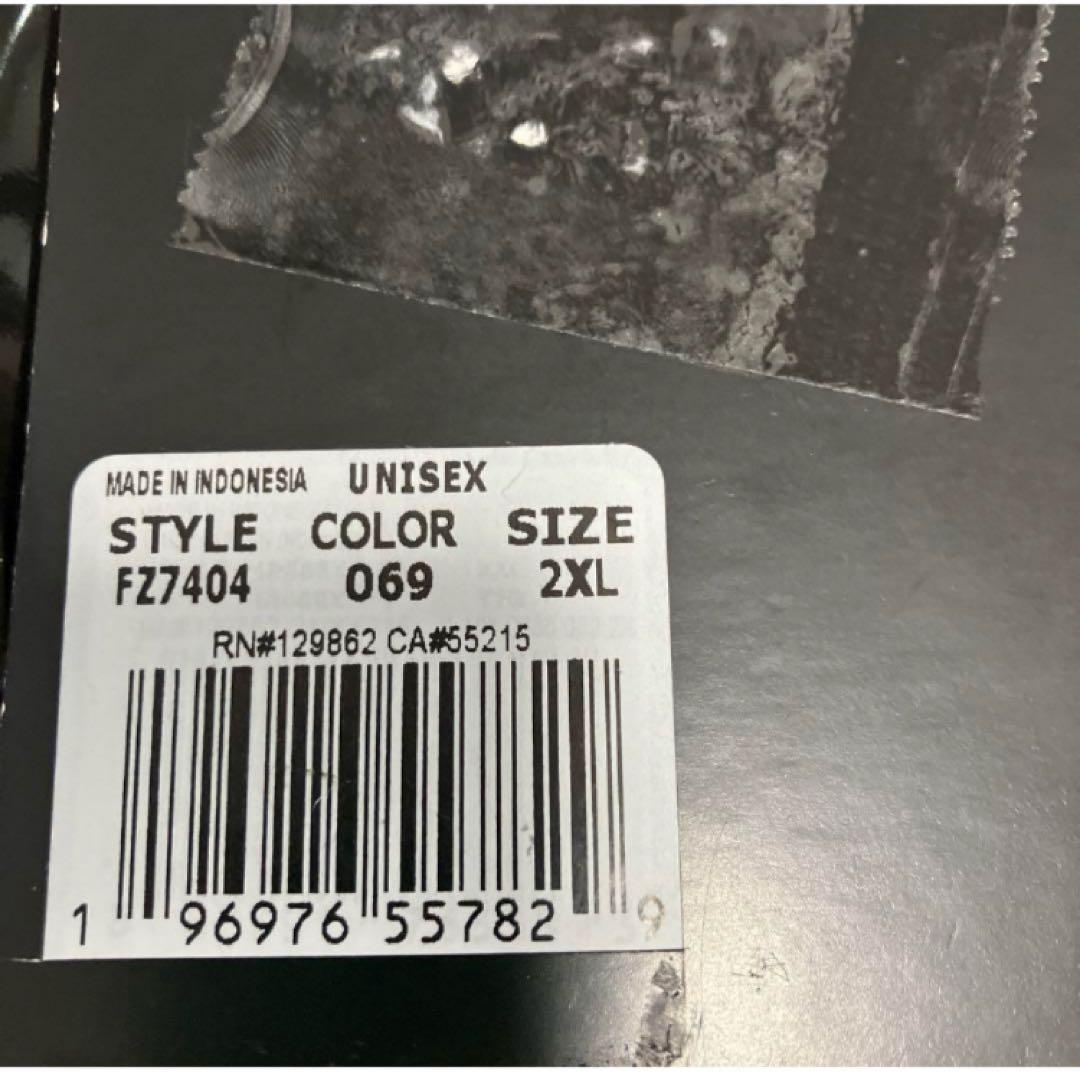 MADE IN INDONESIA UNISEX
STYLE COLOR SIZE
FZ7404 069 2XL
RN#129862 CA#55215
1 96976 55782 9